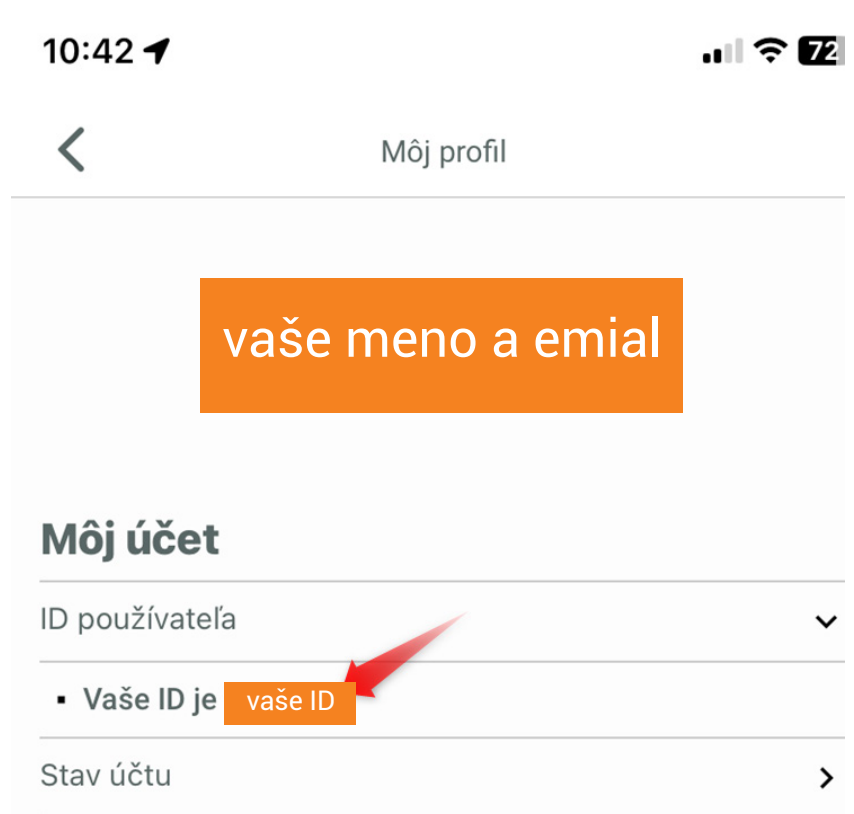 10:42
72
Môj profil
vaše meno a emial
Môj účet
ID používateľa
▪ Vaše ID je vaše ID
Stav účtu